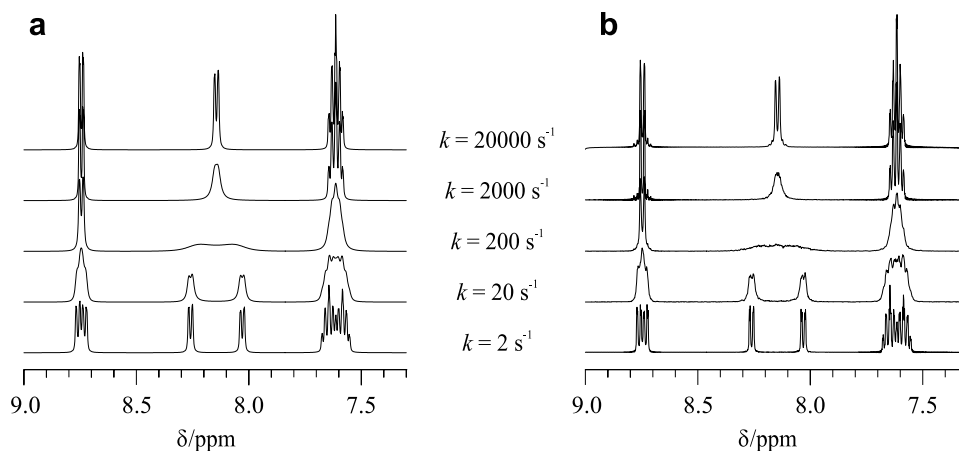 a
b
k = 20000 s⁻¹
k = 2000 s⁻¹
k = 200 s⁻¹
k = 20 s⁻¹
k = 2 s⁻¹
9.0 8.5 8.0 7.5
δ/ppm
9.0 8.5 8.0 7.5
δ/ppm